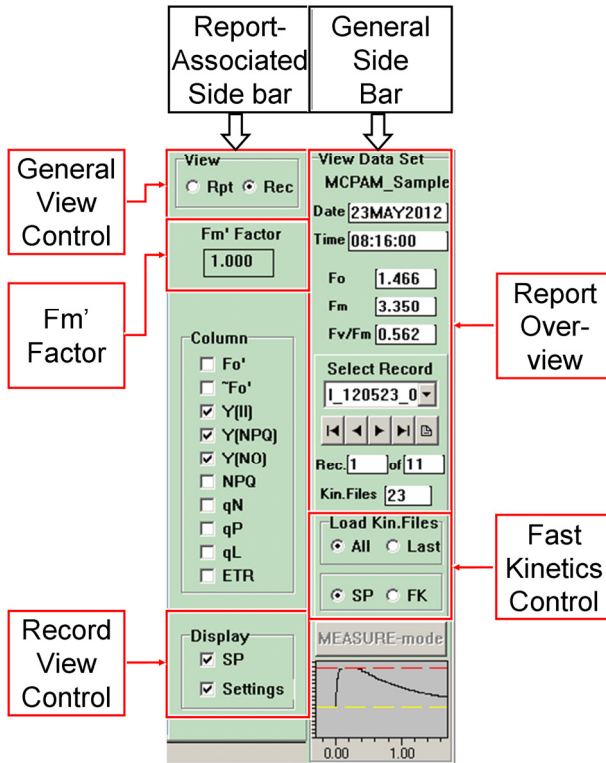 Report-
Associated
Side bar
General
Side
Bar
General
View
Control
Fm'
Factor
Record
View
Control
View
Rpt Rec
Fm' Factor
1.000
Column
Fo'
~Fo'
Y(II)
Y(NPQ)
Y(NO)
NPQ
qN
qP
qL
ETR
Display
SP
Settings
View Data Set
MCPAM_Sample
Date 23MAY2012
Time 08:16:00
Fo 1.466
Fm 3.350
Fv/Fm 0.562
Select Record
I_120523_0
Rec. 1 of 11
Kin.Files 23
Load Kin.Files
All Last
SP FK
MEASURE-mode
0.00 1.00
Report
Over-
view
Fast
Kinetics
Control